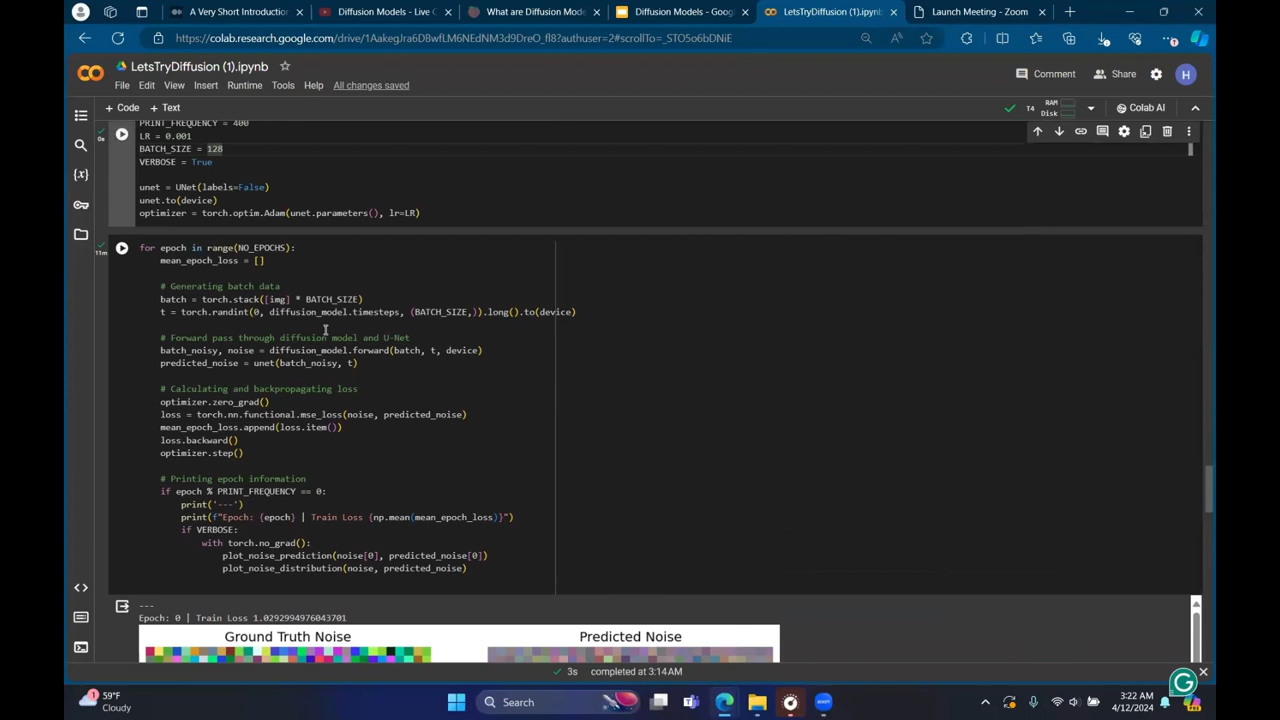 A Very Short Introduction
Diffusion Models - Live C
What are Diffusion Mode
Diffusion Models - Goog
LetsTryDiffusion (1).ipynb
Launch Meeting - Zoom
https://colab.research.google.com/drive/1AakegJra6D8wfLM6NEdNM3d9DreO_fl8?authuser=2#scrollTo=_STO5o6bDNiE
LetsTryDiffusion (1).ipynb
Comment
Share
H
File Edit View Insert Runtime Tools Help All changes saved
+ Code + Text
T4 RAM Disk
Colab AI
PRINT_FREQUENCY = 400
0s
LR = 0.001
BATCH_SIZE = 128
VERBOSE = True
unet = UNet(labels=False)
unet.to(device)
optimizer = torch.optim.Adam(unet.parameters(), lr=LR)
11m
for epoch in range(NO_EPOCHS):
mean_epoch_loss = []
# Generating batch data
batch = torch.stack([img] * BATCH_SIZE)
t = torch.randint(0, diffusion_model.timesteps, (BATCH_SIZE,)).long().to(device)
# Forward pass through diffusion model and U-Net
batch_noisy, noise = diffusion_model.forward(batch, t, device)
predicted_noise = unet(batch_noisy, t)
# Calculating and backpropagating loss
optimizer.zero_grad()
loss = torch.nn.functional.mse_loss(noise, predicted_noise)
mean_epoch_loss.append(loss.item())
loss.backward()
optimizer.step()
# Printing epoch information
if epoch % PRINT_FREQUENCY == 0:
print('---')
print(f"Epoch: {epoch} | Train Loss {np.mean(mean_epoch_loss)}")
if VERBOSE:
with torch.no_grad():
plot_noise_prediction(noise[0], predicted_noise[0])
plot_noise_distribution(noise, predicted_noise)
---
Epoch: 0 | Train Loss 1.0292994976043701
Ground Truth Noise
Predicted Noise
3s completed at 3:14 AM
59°F
Cloudy
Search
3:22 AM
4/12/2024